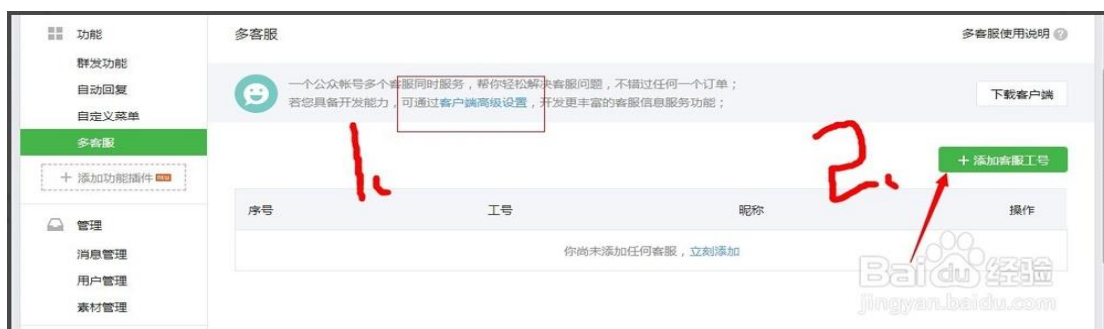 功能
群发功能
自动回复
自定义菜单
多客服
+ 添加功能插件 NEW
管理
消息管理
用户管理
素材管理
多客服
多客服使用说明
一个公众帐号多个客服同时服务，帮你轻松解决客服问题，不错过任何一个订单；
若您具备开发能力，可通过客户端高级设置，开发更丰富的客服信息服务功能；
下载客户端
1.
2.
+ 添加客服工号
序号 工号 昵称 操作
你尚未添加任何客服，立刻添加
Baidu 经验
jingyan.baidu.com